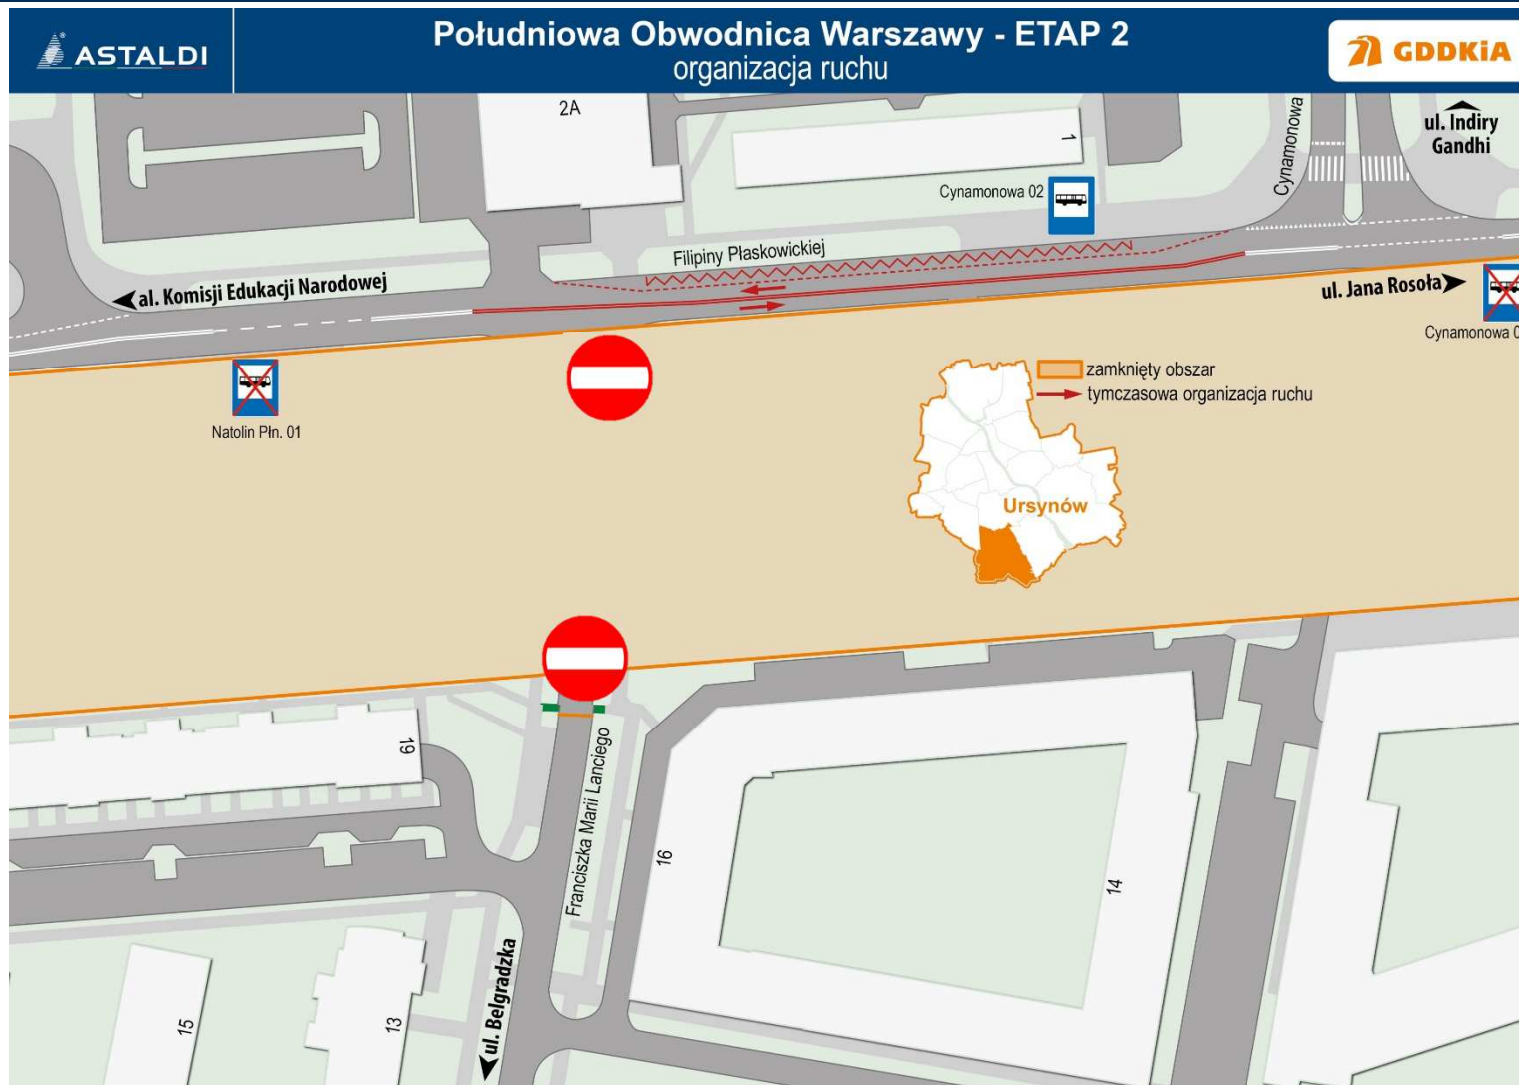 ASTALDI
Południowa Obwodnica Warszawy - ETAP 2
organizacja ruchu
GDDKiA
2A
1
Cynamonowa
ul. Indiry
Gandhi
Cynamonowa 02
Filipiny Płaskowickiej
al. Komisji Edukacji Narodowej
ul. Jana Rosoła
Cynamonowa 0
Natolin Płn. 01
zamknięty obszar
tymczasowa organizacja ruchu
Ursynów
19
Franciszka Marii Lanciego
16
14
ul. Belgradzka
15
13